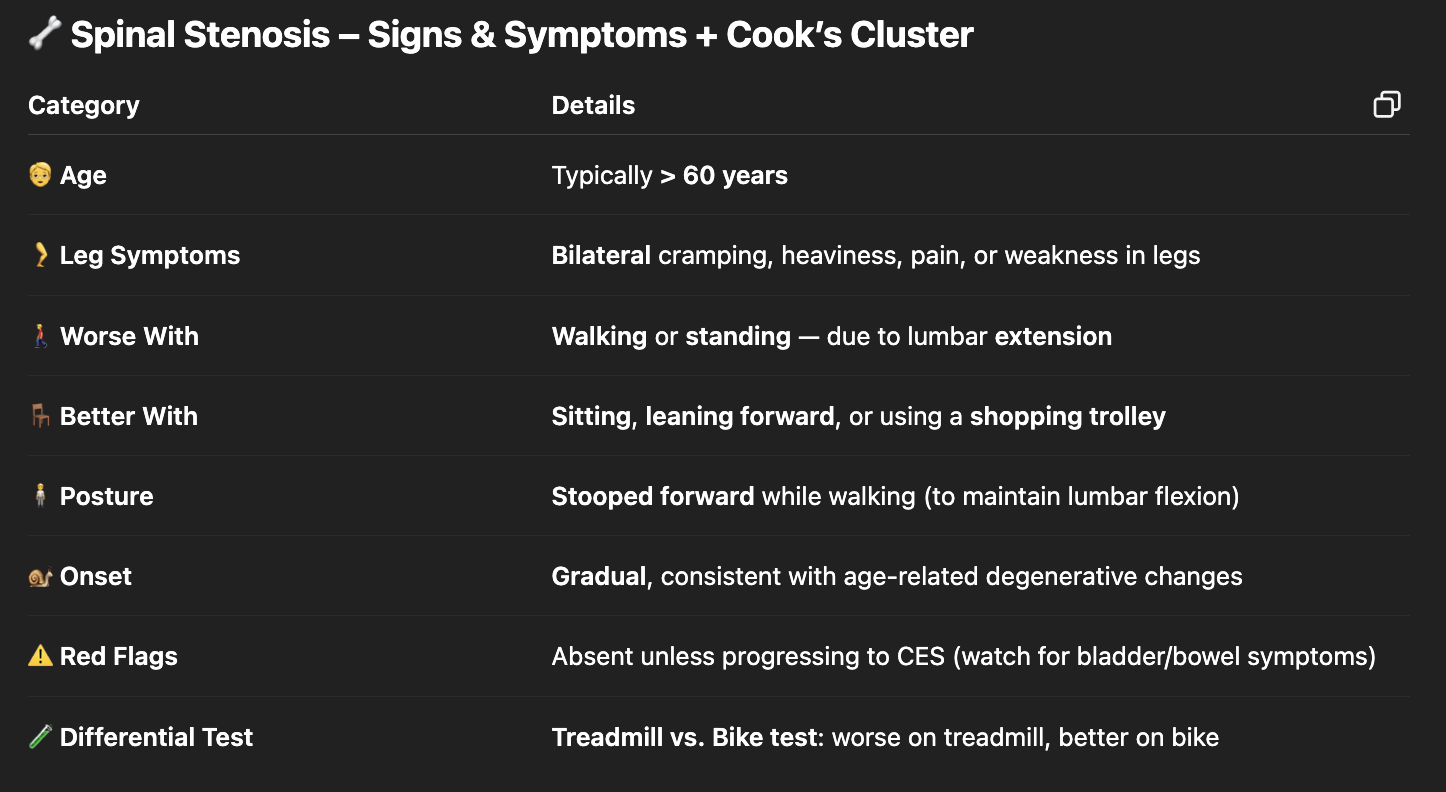 🦴 Spinal Stenosis – Signs & Symptoms + Cook’s Cluster
Category Details
🧓 Age Typically > 60 years
🦵 Leg Symptoms Bilateral cramping, heaviness, pain, or weakness in legs
🚶 Worse With Walking or standing — due to lumbar extension
🪑 Better With Sitting, leaning forward, or using a shopping trolley
🧍 Posture Stooped forward while walking (to maintain lumbar flexion)
🐌 Onset Gradual, consistent with age-related degenerative changes
⚠️ Red Flags Absent unless progressing to CES (watch for bladder/bowel symptoms)
🧪 Differential Test Treadmill vs. Bike test: worse on treadmill, better on bike